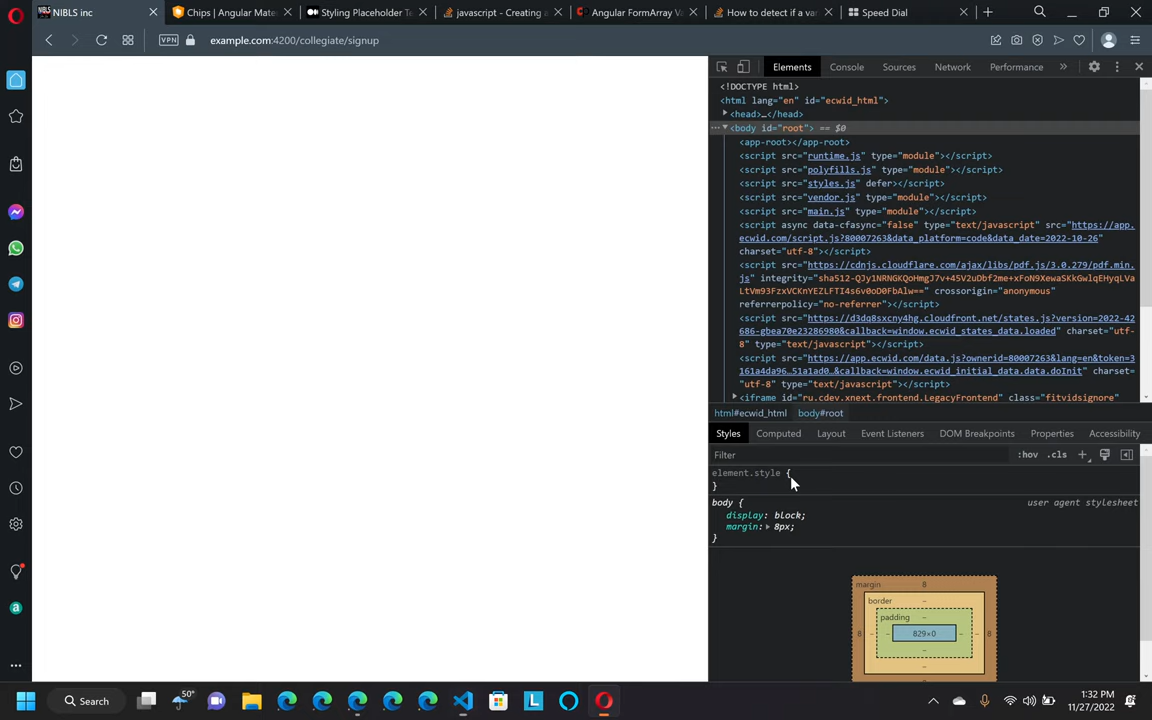 NIBLS inc
Chips | Angular Mate
Styling Placeholder Te
javascript - Creating a
Angular FormArray Va
How to detect if a var
Speed Dial
VPN
example.com:4200/collegiate/signup
Elements
Console
Sources
Network
Performance
<!DOCTYPE html>
<html lang="en" id="ecwid_html">
<head>…</head>
<body id="root"> == $0
<app-root></app-root>
<script src="runtime.js" type="module"></script>
<script src="polyfills.js" type="module"></script>
<script src="styles.js" defer></script>
<script src="vendor.js" type="module"></script>
<script src="main.js" type="module"></script>
<script async data-cfasync="false" type="text/javascript" src="https://app.
ecwid.com/script.js?80007263&data_platform=code&data_date=2022-10-26"
charset="utf-8"></script>
<script src="https://cdnjs.cloudflare.com/ajax/libs/pdf.js/3.0.279/pdf.min.
js" integrity="sha512-QJy1NRNGKQoHmgJ7v+45V2uDbf2me+xFoN9XewaSKkGwlqEHyqLVa
LtVm93FzxVCKnYEZLFTI4s6v0oD0FbAlw==" crossorigin="anonymous"
referrerpolicy="no-referrer"></script>
<script src="https://d3dq8sxcny4hg.cloudfront.net/states.js?version=2022-42
686-gbea70e23286980&callback=window.ecwid_states_data.loaded" charset="utf-
8" type="text/javascript"></script>
<script src="https://app.ecwid.com/data.js?ownerid=80007263&lang=en&token=3
161a4da96…51a1ad0…&callback=window.ecwid_initial_data.data.doInit" charset=
"utf-8" type="text/javascript"></script>
<iframe id="ru.cdev.xnext.frontend.LegacyFrontend" class="fitvidsignore"
html#ecwid_html
body#root
Styles
Computed
Layout
Event Listeners
DOM Breakpoints
Properties
Accessibility
Filter
:hov
.cls
element.style {
}
body {
user agent stylesheet
display: block;
margin: 8px;
}
margin
8
border
–
padding
–
8
–
–
829×0
–
–
8
–
–
8
50°
Search
1:32 PM
11/27/2022